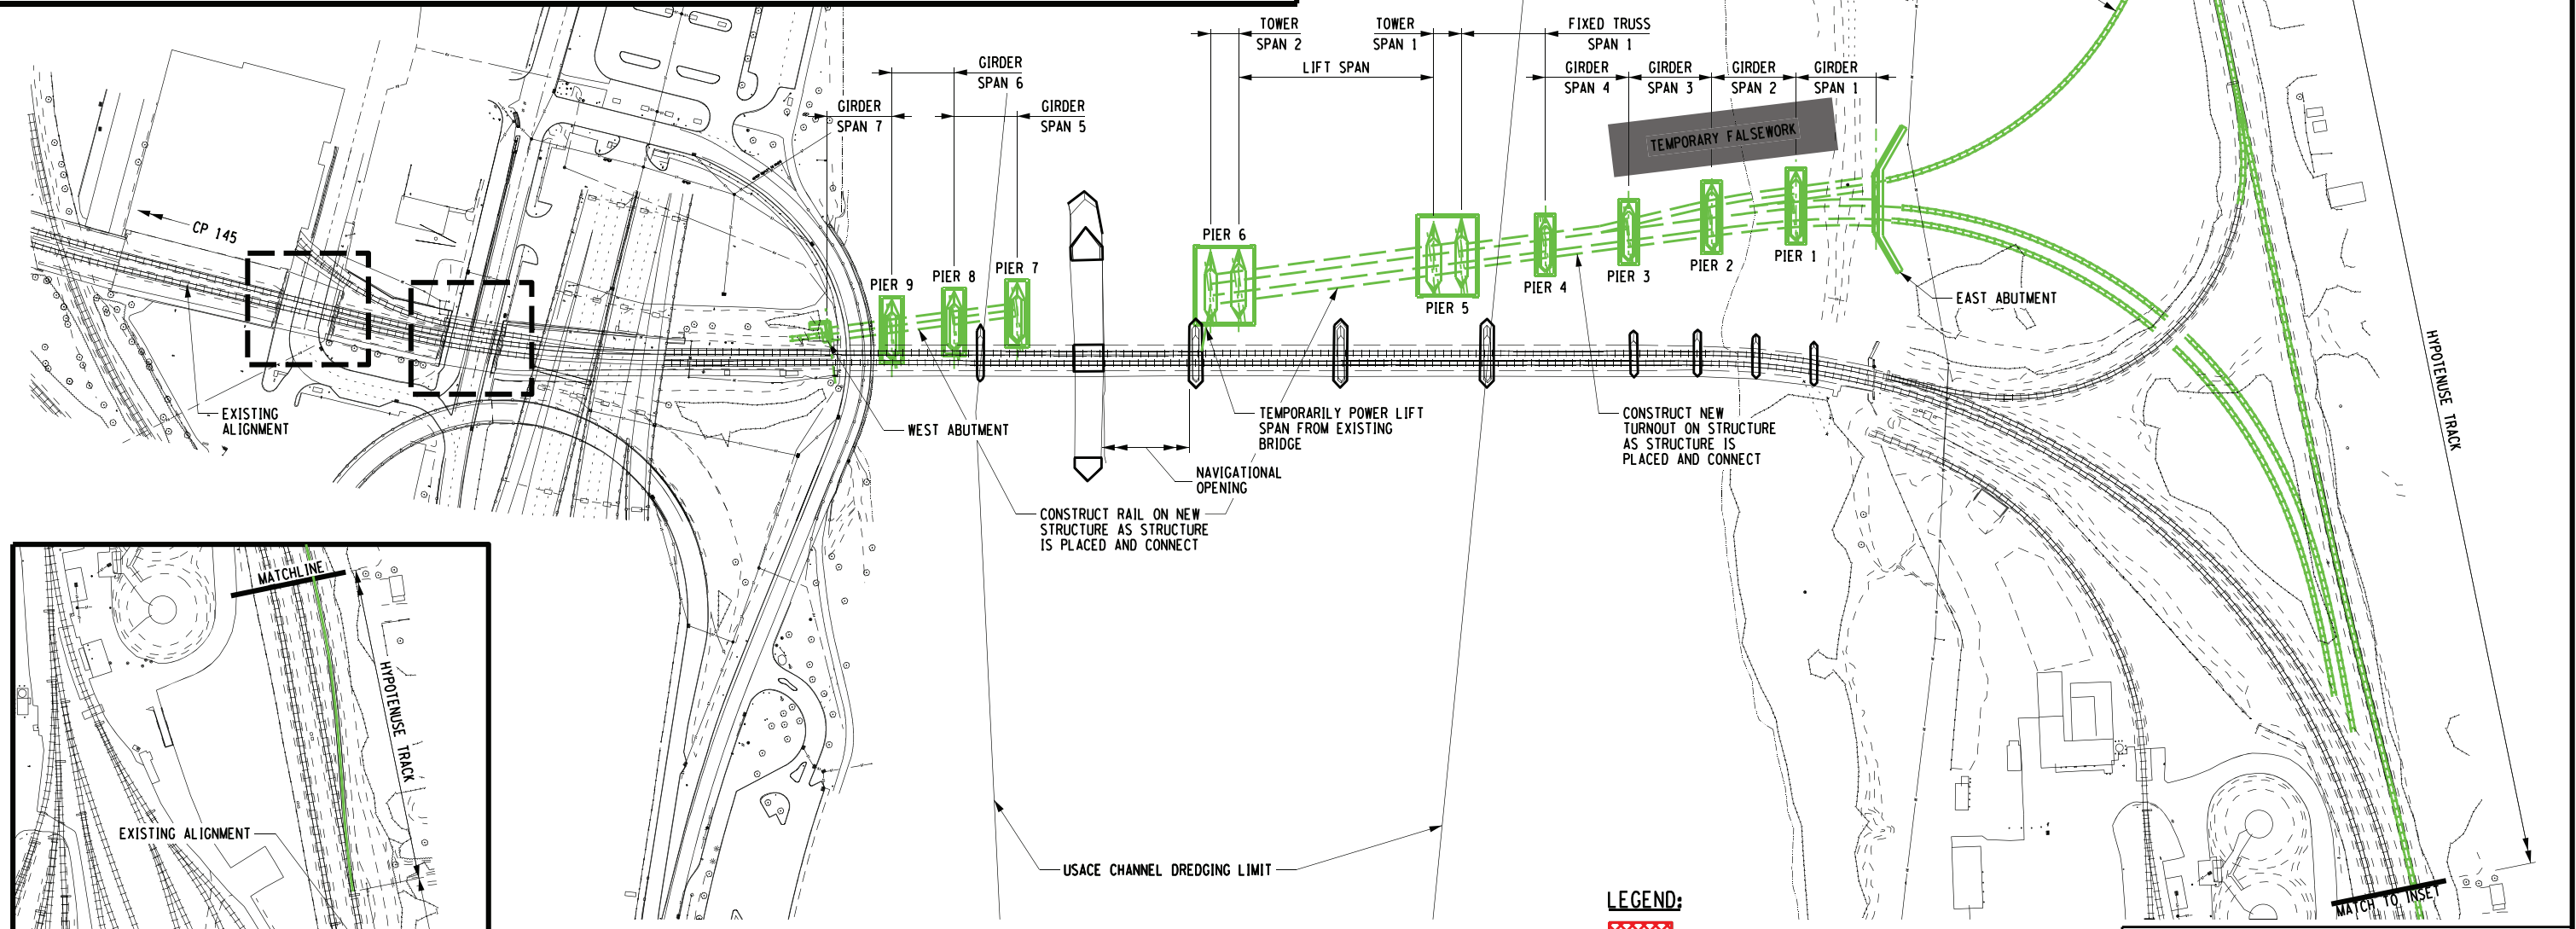 TOWER
SPAN 2
TOWER
SPAN 1
FIXED TRUSS
SPAN 1
LIFT SPAN
GIRDER
SPAN 6
GIRDER
SPAN 4
GIRDER
SPAN 3
GIRDER
SPAN 2
GIRDER
SPAN 1
GIRDER
SPAN 7
GIRDER
SPAN 5
TEMPORARY FALSEWORK
CP 145
PIER 9
PIER 8
PIER 7
PIER 6
PIER 5
PIER 4
PIER 3
PIER 2
PIER 1
EAST ABUTMENT
HYPOTENUSE TRACK
EXISTING
ALIGNMENT
WEST ABUTMENT
TEMPORARILY POWER LIFT
SPAN FROM EXISTING
BRIDGE
CONSTRUCT NEW
TURNOUT ON STRUCTURE
AS STRUCTURE IS
PLACED AND CONNECT
NAVIGATIONAL
OPENING
CONSTRUCT RAIL ON NEW
STRUCTURE AS STRUCTURE
IS PLACED AND CONNECT
MATCHLINE
HYPOTENUSE TRACK
EXISTING ALIGNMENT
USACE CHANNEL DREDGING LIMIT
LEGEND:
MATCH TO INSET